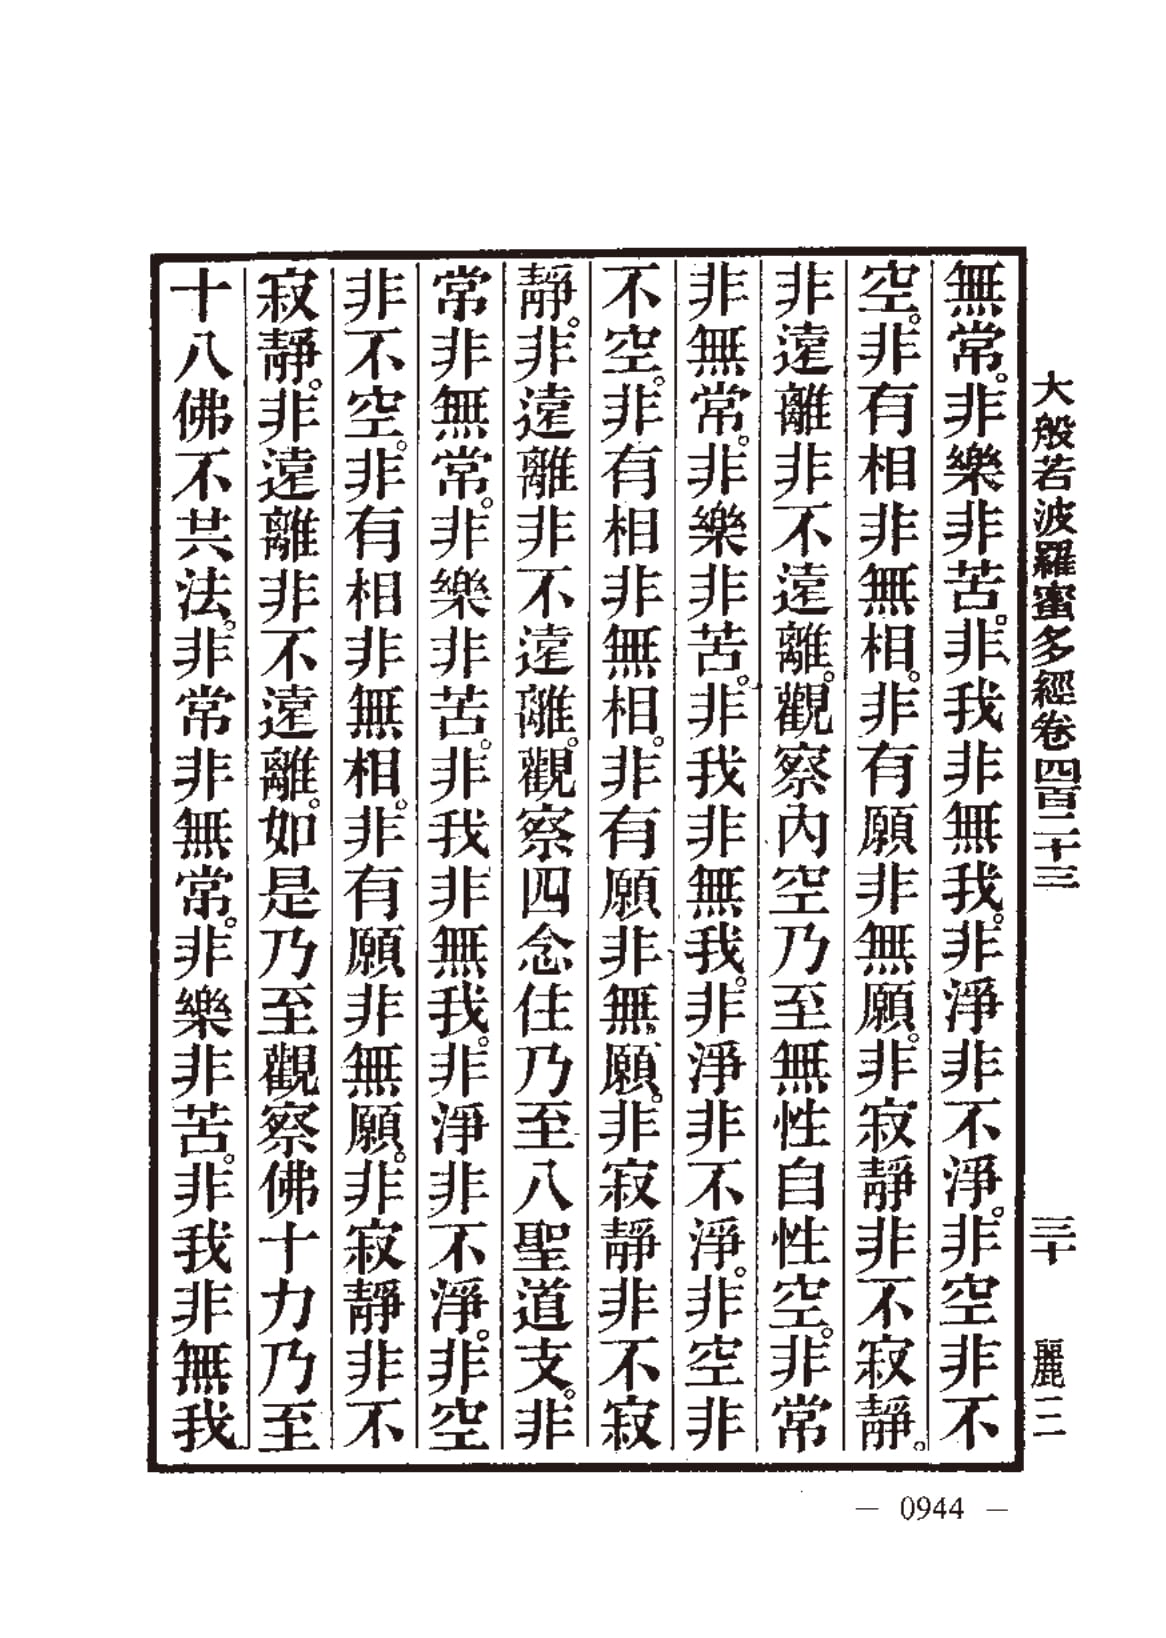 大般若波羅蜜多經卷四百二十三　三十　麗二
無常。非樂非苦。非我非無我。非淨非不淨。非空非不
空。非有相非無相。非有願非無願。非寂靜非不寂靜。
非遠離非不遠離。觀察內空乃至無性自性空。非常
非無常。非樂非苦。非我非無我。非淨非不淨。非空非
不空。非有相非無相。非有願非無願。非寂靜非不寂
靜。非遠離非不遠離。觀察四念住乃至八聖道支。非
常非無常。非樂非苦。非我非無我。非淨非不淨。非空
非不空。非有相非無相。非有願非無願。非寂靜非不
寂靜。非遠離非不遠離。如是乃至觀察佛十力乃至
十八佛不共法。非常非無常。非樂非苦。非我非無我
— 0944 —